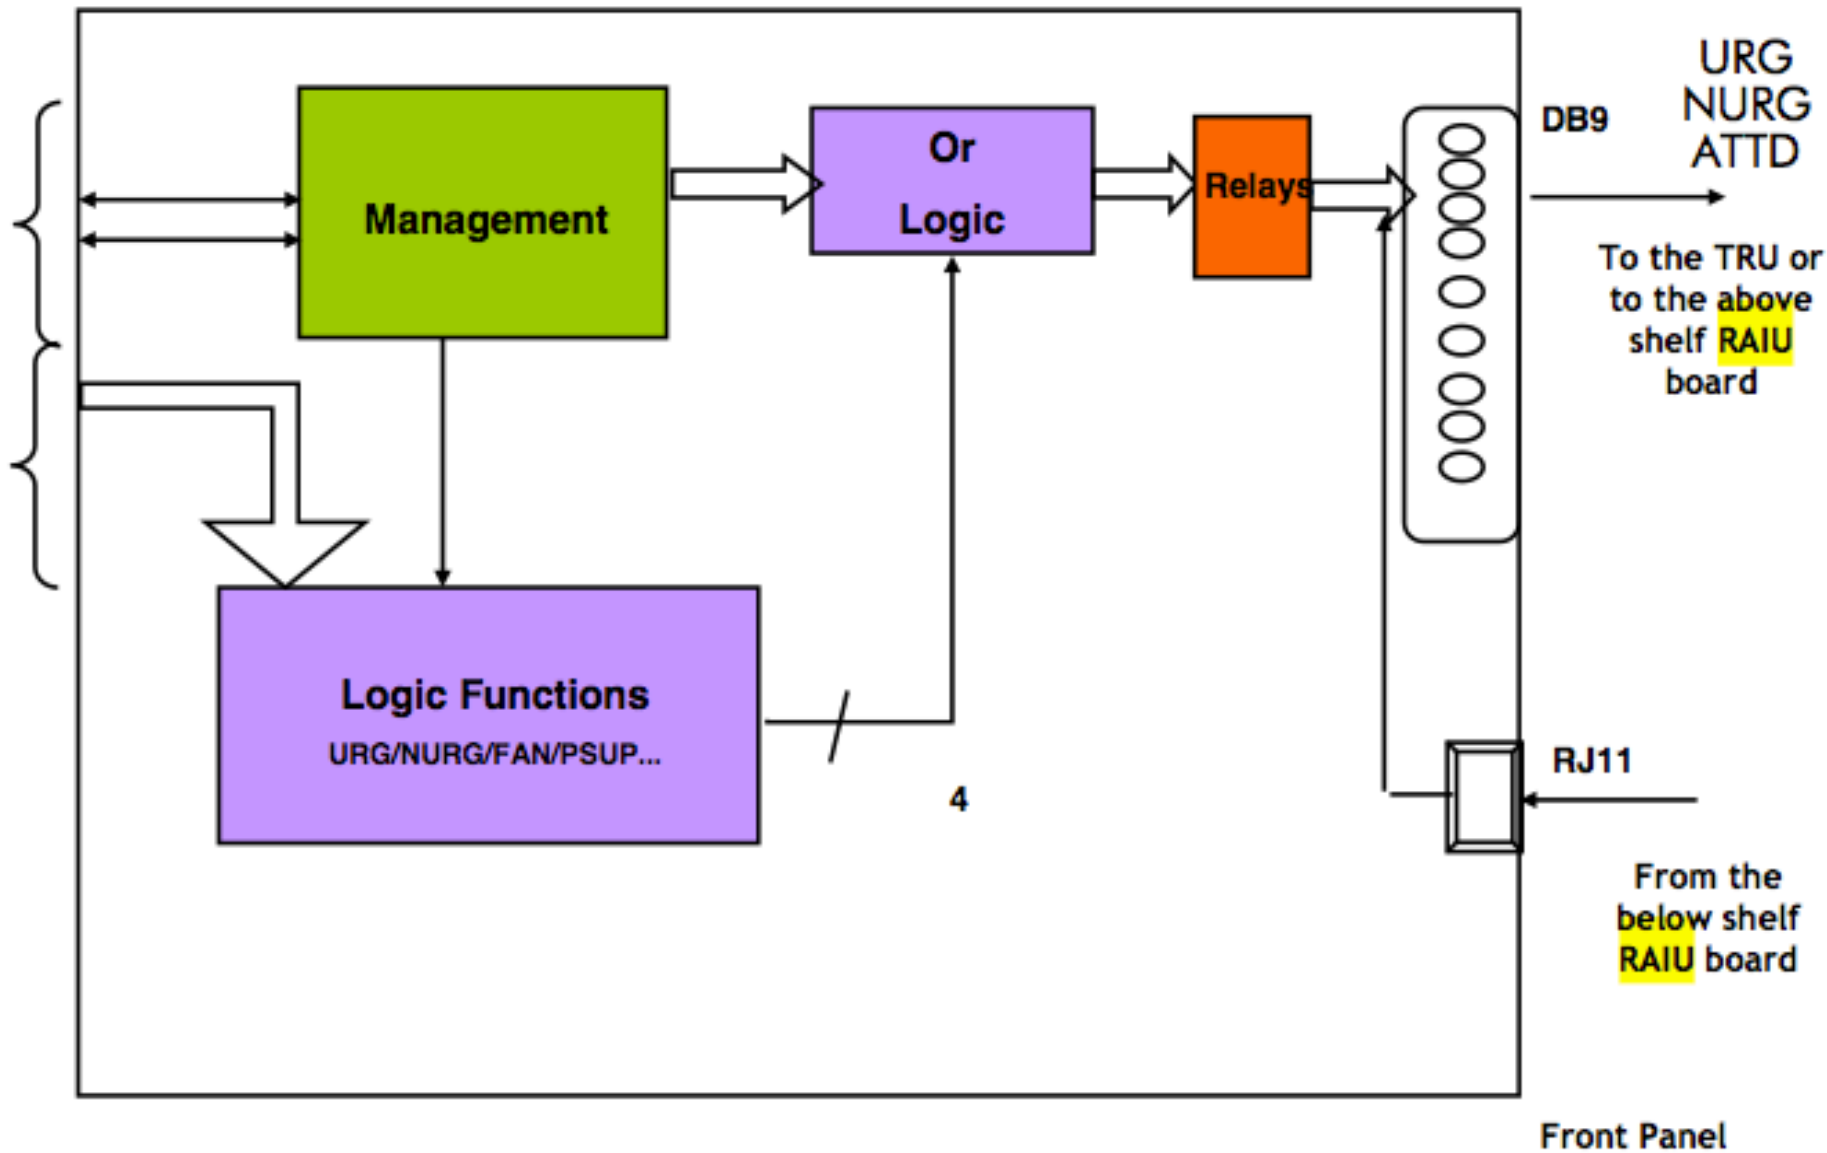 URG
NURG
ATTD
DB9
Or
Logic
Relays
Management
To the TRU or
to the above
shelf RAIU
board
Logic Functions
URG/NURG/FAN/PSUP...
4
RJ11
From the
below shelf
RAIU board
Front Panel